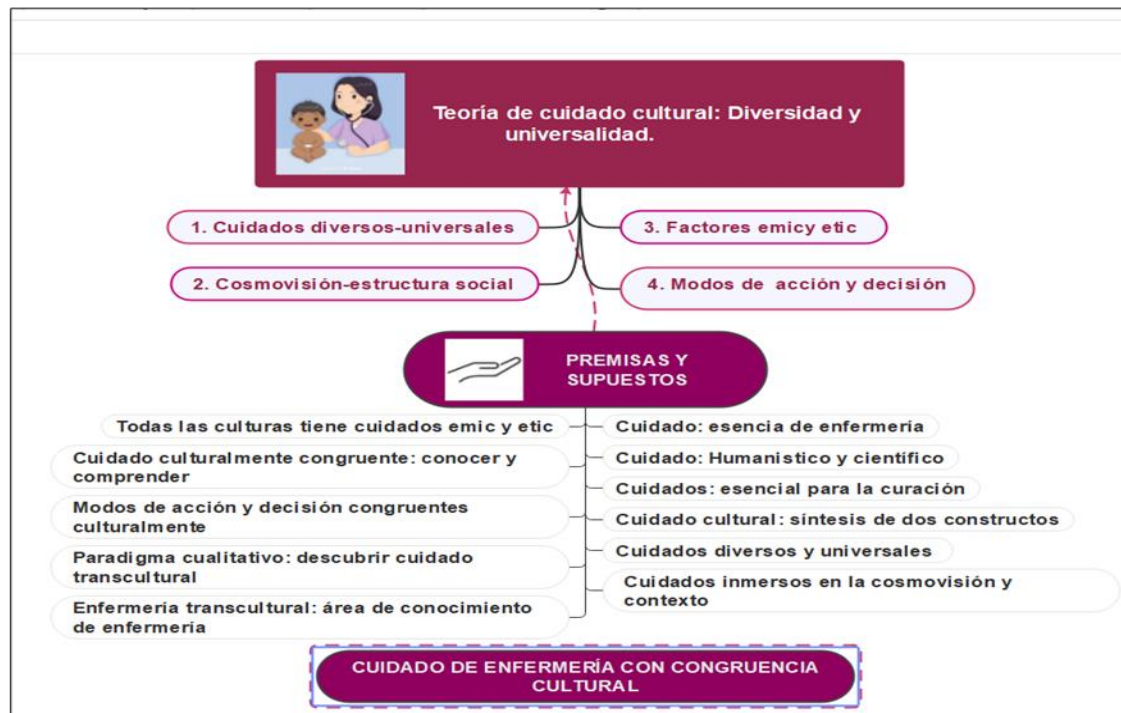 Teoría de cuidado cultural: Diversidad y
universalidad.
1. Cuidados diversos-universales
3. Factores emicy etic
2. Cosmovisión-estructura social
4. Modos de acción y decisión
PREMISAS Y
SUPUESTOS
Todas las culturas tiene cuidados emic y etic
Cuidado culturalmente congruente: conocer y
comprender
Modos de acción y decisión congruentes
culturalmente
Paradigma cualitativo: descubrir cuidado
transcultural
Enfermería transcultural: área de conocimiento
de enfermería
Cuidado: esencia de enfermería
Cuidado: Humanistico y científico
Cuidados: esencial para la curación
Cuidado cultural: síntesis de dos constructos
Cuidados diversos y universales
Cuidados inmersos en la cosmovisión y
contexto
CUIDADO DE ENFERMERÍA CON CONGRUENCIA
CULTURAL